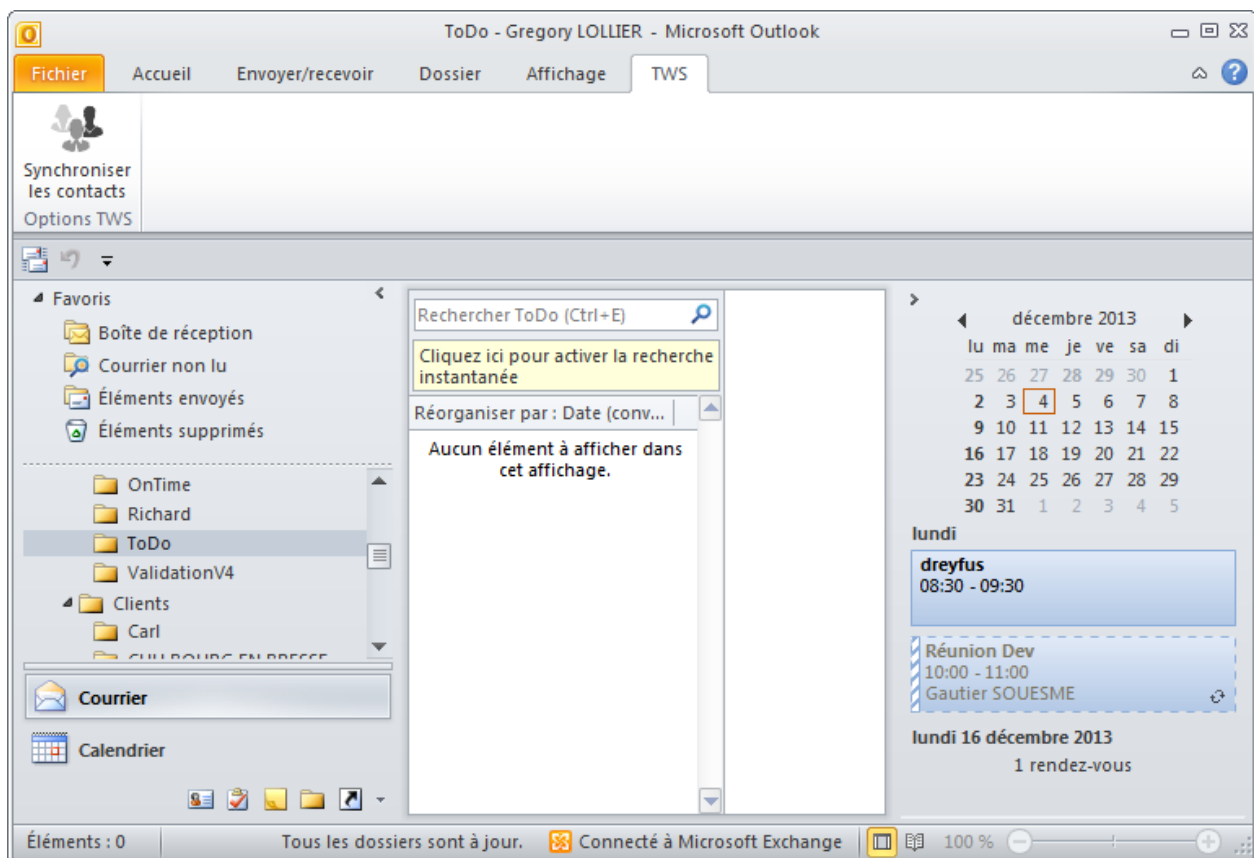 ToDo - Gregory LOLLIER - Microsoft Outlook
Fichier Accueil Envoyer/recevoir Dossier Affichage TWS
Synchroniser
les contacts
Options TWS
Favoris
Boîte de réception
Courrier non lu
Éléments envoyés
Éléments supprimés
OnTime
Richard
ToDo
ValidationV4
Clients
Carl
Courrier
Calendrier
Rechercher ToDo (Ctrl+E)
Cliquez ici pour activer la recherche
instantanée
Réorganiser par : Date (conv...
Aucun élément à afficher dans
cet affichage.
décembre 2013
lu ma me je ve sa di
25 26 27 28 29 30 1
2 3 4 5 6 7 8
9 10 11 12 13 14 15
16 17 18 19 20 21 22
23 24 25 26 27 28 29
30 31 1 2 3 4 5
lundi
dreyfus
08:30 - 09:30
Réunion Dev
10:00 - 11:00
Gautier SOUESME
lundi 16 décembre 2013
1 rendez-vous
Éléments : 0 Tous les dossiers sont à jour. Connecté à Microsoft Exchange 100 %